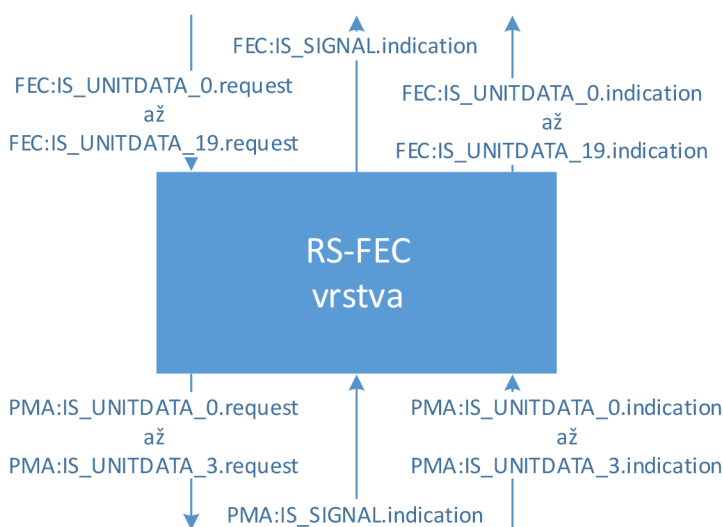 FEC:IS_SIGNAL.indication
FEC:IS_UNITDATA_0.request
až
FEC:IS_UNITDATA_19.request
FEC:IS_UNITDATA_0.indication
až
FEC:IS_UNITDATA_19.indication
RS-FEC
vrstva
PMA:IS_UNITDATA_0.request
až
PMA:IS_UNITDATA_3.request
PMA:IS_UNITDATA_0.indication
až
PMA:IS_UNITDATA_3.indication
PMA:IS_SIGNAL.indication